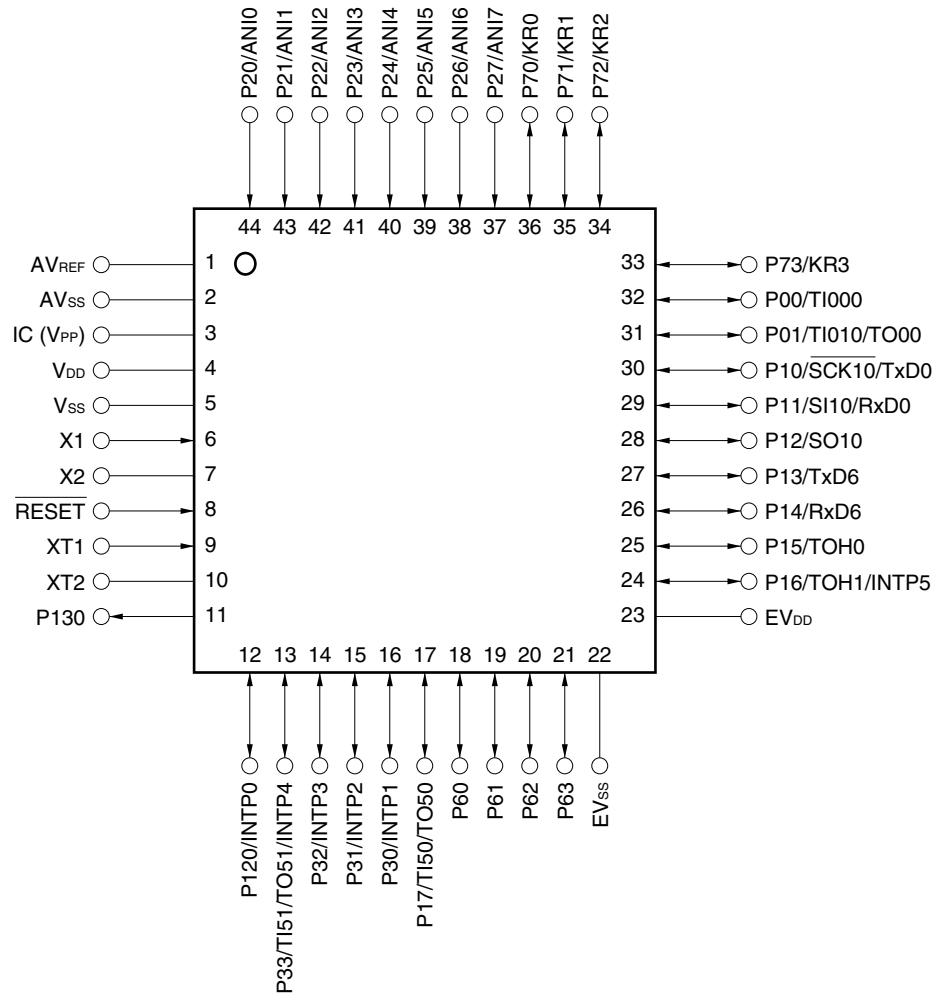 P20/ANI0
P21/ANI1
P22/ANI2
P23/ANI3
P24/ANI4
P25/ANI5
P26/ANI6
P27/ANI7
P70/KR0
P71/KR1
P72/KR2
44 43 42 41 40 39 38 37 36 35 34
AVREF 1 33 P73/KR3
AVSS 2 32 P00/TI000
IC (VPP) 3 31 P01/TI010/TO00
VDD 4 30 P10/SCK10/TxD0
VSS 5 29 P11/SI10/RxD0
X1 6 28 P12/SO10
X2 7 27 P13/TxD6
RESET 8 26 P14/RxD6
XT1 9 25 P15/TOH0
XT2 10 24 P16/TOH1/INTP5
P130 11 23 EVDD
12 13 14 15 16 17 18 19 20 21 22
P120/INTP0
P33/TI51/TO51/INTP4
P32/INTP3
P31/INTP2
P30/INTP1
P17/TI50/TO50
P60
P61
P62
P63
EVSS